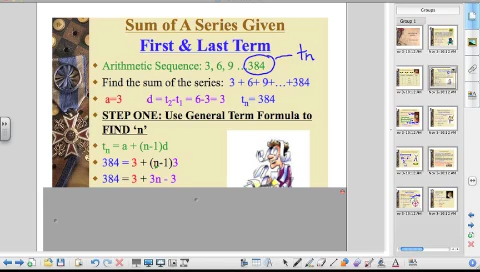 Groups
Group 1
Sum of A Series Given
First & Last Term
tn
Arithmetic Sequence: 3, 6, 9 ...384
Find the sum of the series: 3 + 6+ 9+...+384
a=3 d = t2-t1 = 6-3= 3 tn= 384
STEP ONE: Use General Term Formula to
FIND 'n'
tn = a + (n-1)d
384 = 3 + (n-1)3
384 = 3 + 3n - 3